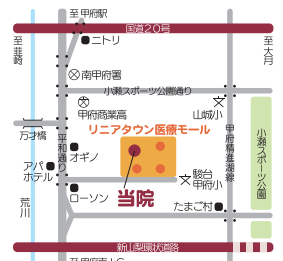 至 甲府駅
国道20号
至 韮崎
至 大月
ニトリ
南甲府署
小瀬スポーツ公園通り
甲府商業高
山城小
万才橋
リニアタウン医療モール
平和通り
オギノ
甲府精進湖線
小瀬スポーツ公園
アパ
ホテル
駿台
甲府小
ローソン
当院
荒川
たまご村
新山梨環状道路
至 甲府南I.C